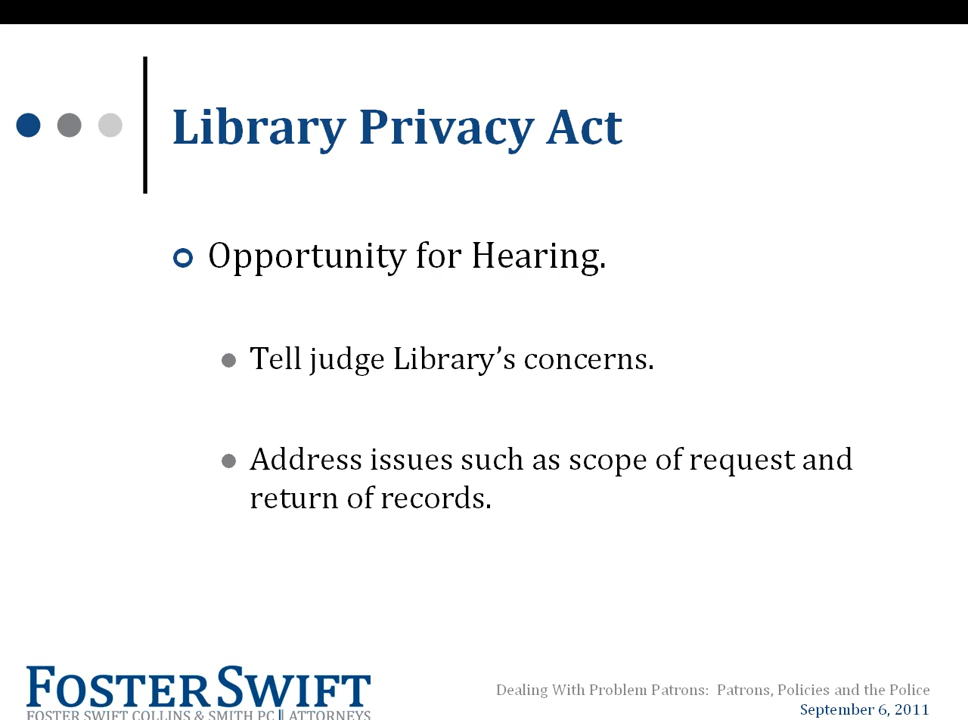 Library Privacy Act
Opportunity for Hearing.
Tell judge Library’s concerns.
Address issues such as scope of request and
return of records.
FOSTER SWIFT
FOSTER SWIFT COLLINS & SMITH PC || ATTORNEYS
Dealing With Problem Patrons: Patrons, Policies and the Police
September 6, 2011